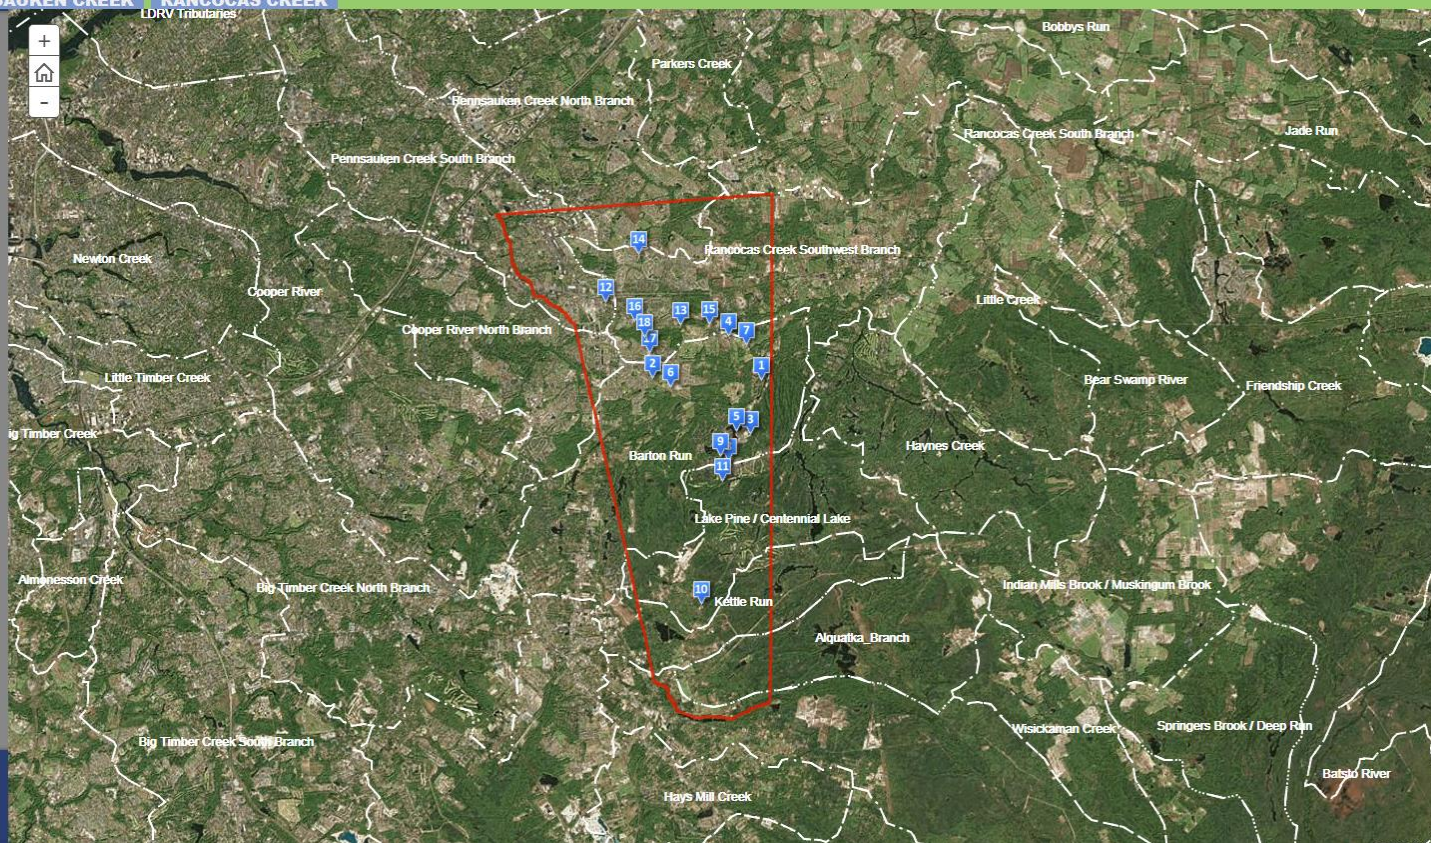 SAUKEN CREEK
RANCOCAS CREEK
LDRV Tributaries
+
-
Bobbys Run
Parkers Creek
Pennsauken Creek North Branch
Rancocas Creek South Branch
Jade Run
Pennsauken Creek South Branch
14
Rancocas Creek Southwest Branch
Newton Creek
Cooper River
12
Little Creek
16
13
15
18
4
Cooper River North Branch
7
17
2
1
6
Little Timber Creek
Bear Swamp River
Friendship Creek
5
3
ig Timber Creek
9
Haynes Creek
Barton Run
11
Lake Pine / Centennial Lake
Almonesson Creek
Big Timber Creek North Branch
10
Indian Mills Brook / Muskingum Brook
Kettle Run
Alquatka_Branch
Wisickaman Creek
Springers Brook / Deep Run
Big Timber Creek South Branch
Batsto River
Hays Mill Creek